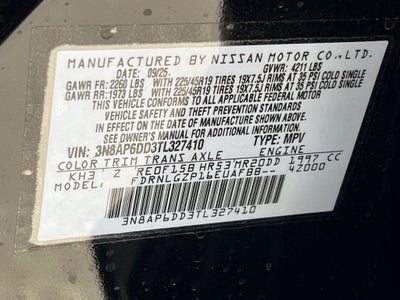 MANUFACTURED BY NISSAN MOTOR CO., LTD.
DATE: 09/25. GVWR: 4211 LBS
GAWR FR: 2260 LBS WITH 225/45R19 TIRES 19X7.5J RIMS AT 35 PSI COLD SINGLE
GAWR RR: 1973 LBS WITH 225/45R19 TIRES 19X7.5J RIMS AT 35 PSI COLD SINGLE
THIS VEHICLE CONFORMS TO ALL APPLICABLE FEDERAL MOTOR
VEHICLE SAFETY AND THEFT PREVENTION STANDARDS
IN EFFECT ON THE DATE OF MANUFACTURE SHOWN ABOVE.
SEE OWNER'S MANUAL FOR ADDITIONAL INFORMATION
VIN: 3N8AP6DD3TL327410 TYPE: MPV
COLOR TRIM TRANS AXLE ENGINE
KH3 Z RE0F15B HR53 MR20DD 1997 CC
FDRNLGZP16EUAFBB-- 42000
3N8AP6DD3TL327410